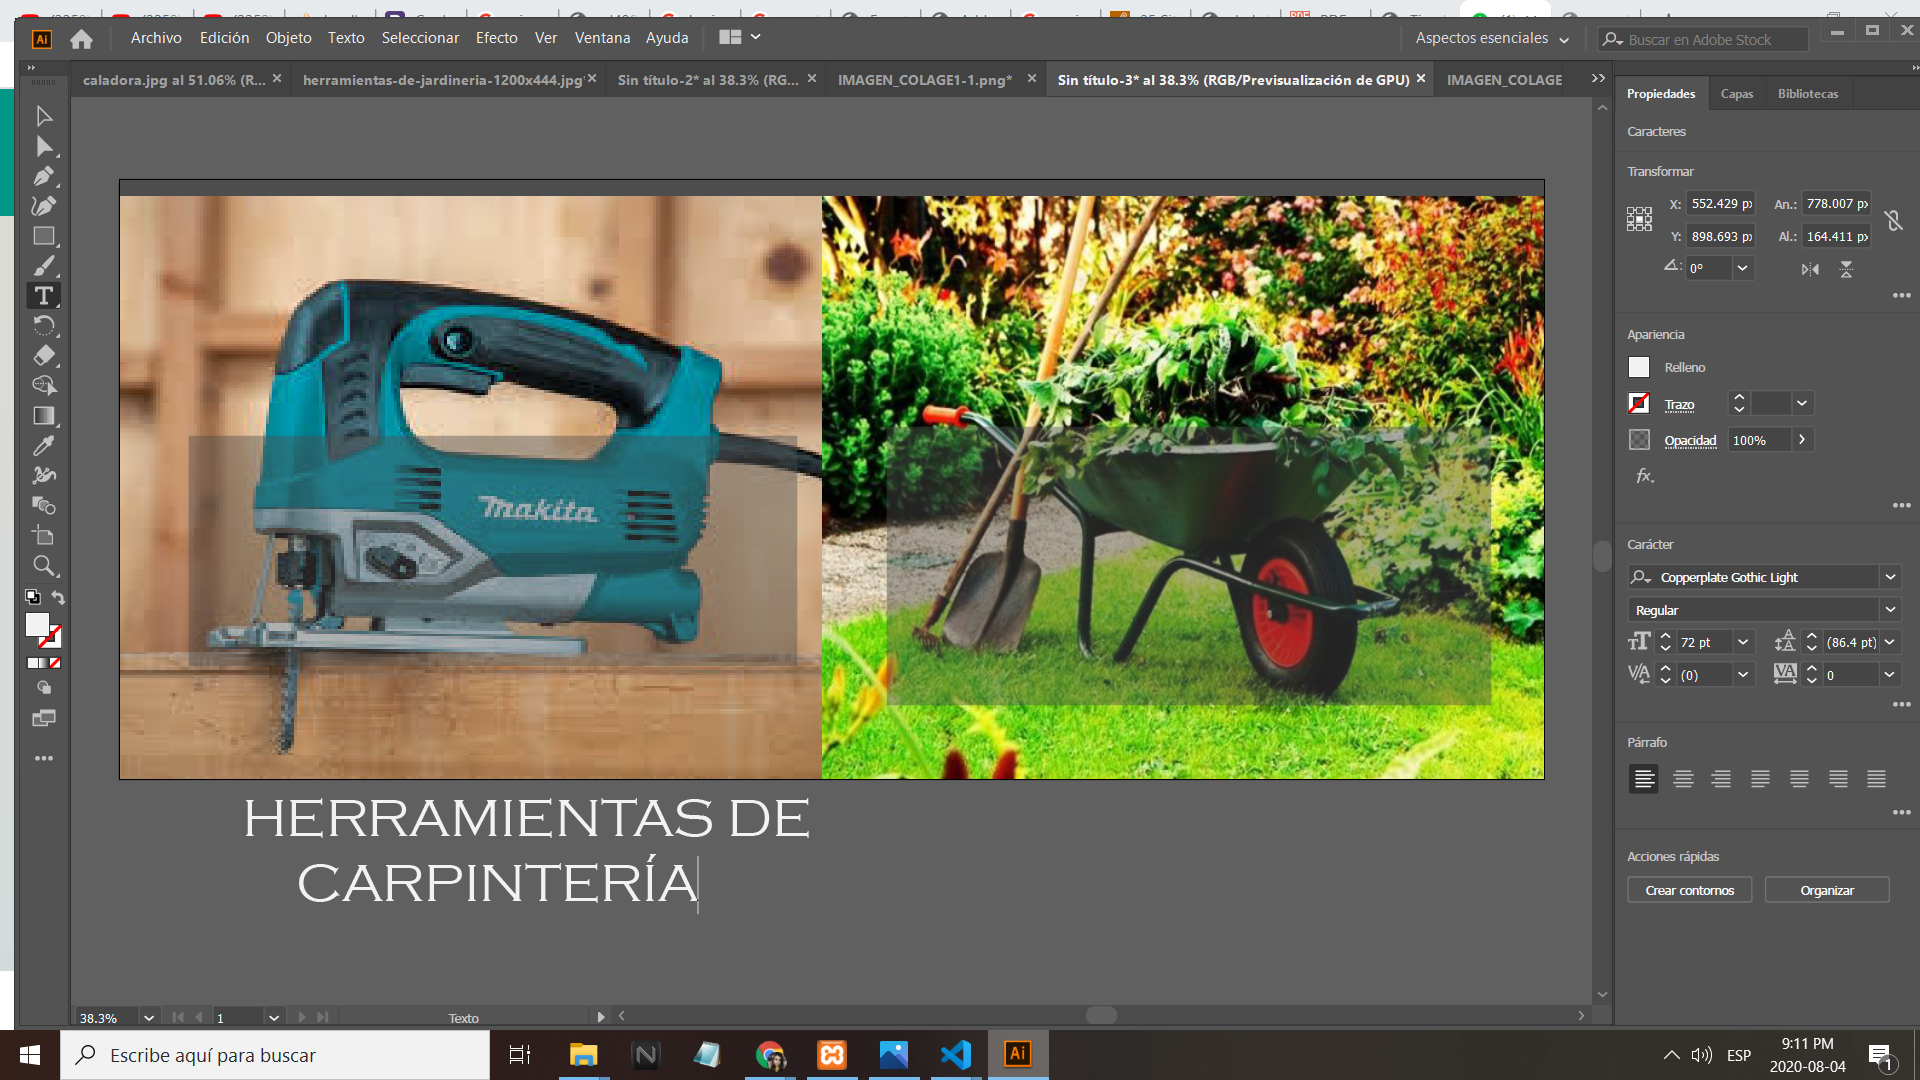 Archivo Edición Objeto Texto Seleccionar Efecto Ver Ventana Ayuda
Aspectos esenciales
Buscar en Adobe Stock
caladora.jpg al 51.06% (R...
herramientas-de-jardineria-1200x444.jpg*
Sin título-2* al 38.3% (RG...
IMAGEN_COLAGE1-1.png*
Sin título-3* al 38.3% (RGB/Previsualización de GPU)
IMAGEN_COLAGE
Propiedades Capas Bibliotecas
Caracteres
Transformar
X: 552.429 px An.: 778.007 px
Y: 898.693 px Al.: 164.411 px
0°
Apariencia
Relleno
Trazo
Opacidad 100%
fx.
Carácter
Copperplate Gothic Light
Regular
72 pt (86.4 pt)
(0) 0
Párrafo
Acciones rápidas
Crear contornos Organizar
makita
HERRAMIENTAS DE
CARPINTERÍA
38.3% 1 Texto
Escribe aquí para buscar
Ai
ESP
9:11 PM
2020-08-04
1